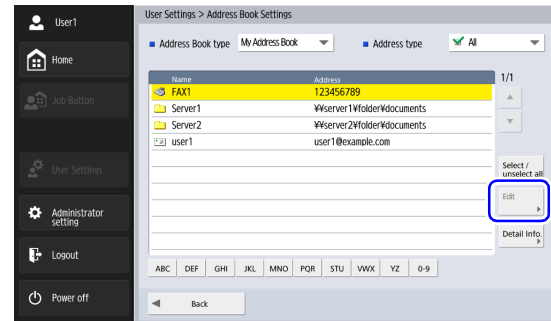 User1
Home
Job Button
User Settings
Administrator
setting
Logout
Power off
User Settings > Address Book Settings
Address Book type
My Address Book
Address type
All
Name
Address
1/1
FAX1
123456789
Server1
¥¥server1¥folder¥documents
Server2
¥¥server2¥folder¥documents
user1
user1@example.com
Select /
unselect all
Edit
Detail Info.
ABC
DEF
GHI
JKL
MNO
PQR
STU
VWX
YZ
0-9
Back